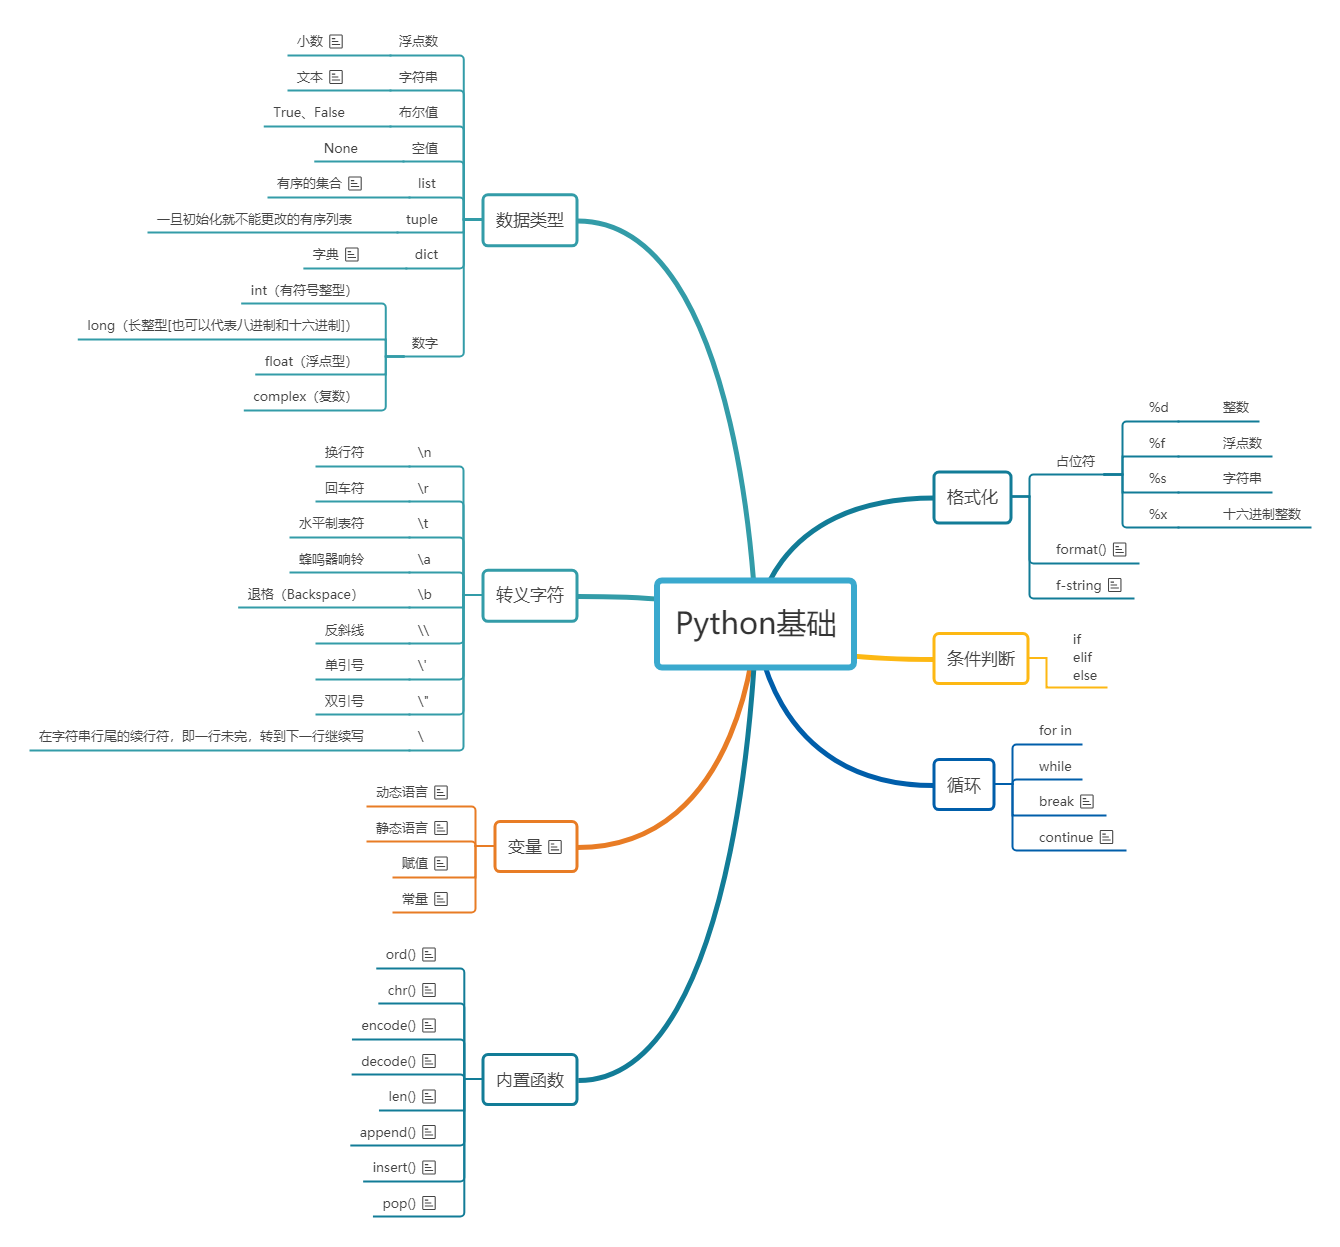 Python基础
数据类型
浮点数
小数
字符串
文本
布尔值
True、False
空值
None
list
有序的集合
tuple
一旦初始化就不能更改的有序列表
dict
字典
数字
int（有符号整型）
long（长整型[也可以代表八进制和十六进制]）
float（浮点型）
complex（复数）
转义字符
\n
换行符
\r
回车符
\t
水平制表符
\a
蜂鸣器响铃
\b
退格（Backspace）
\\
反斜线
\'
单引号
\"
双引号
\
在字符串行尾的续行符，即一行未完，转到下一行继续写
变量
动态语言
静态语言
赋值
常量
内置函数
ord()
chr()
encode()
decode()
len()
append()
insert()
pop()
格式化
占位符
%d
整数
%f
浮点数
%s
字符串
%x
十六进制整数
format()
f-string
条件判断
if
elif
else
循环
for in
while
break
continue